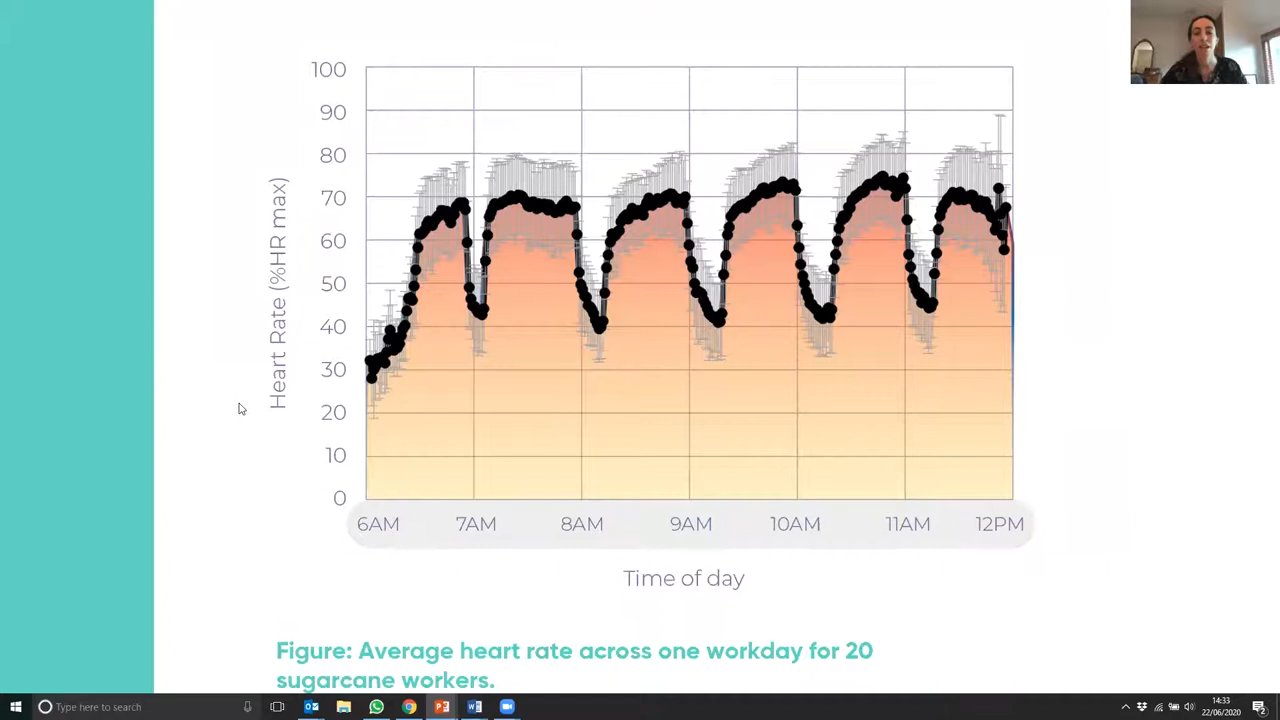 100
90
80
70
60
50
40
30
20
10
0
Heart Rate (%HR max)
6AM 7AM 8AM 9AM 10AM 11AM 12PM
Time of day
Figure: Average heart rate across one workday for 20
sugarcane workers.
Type here to search
14:33
22/06/2020
2